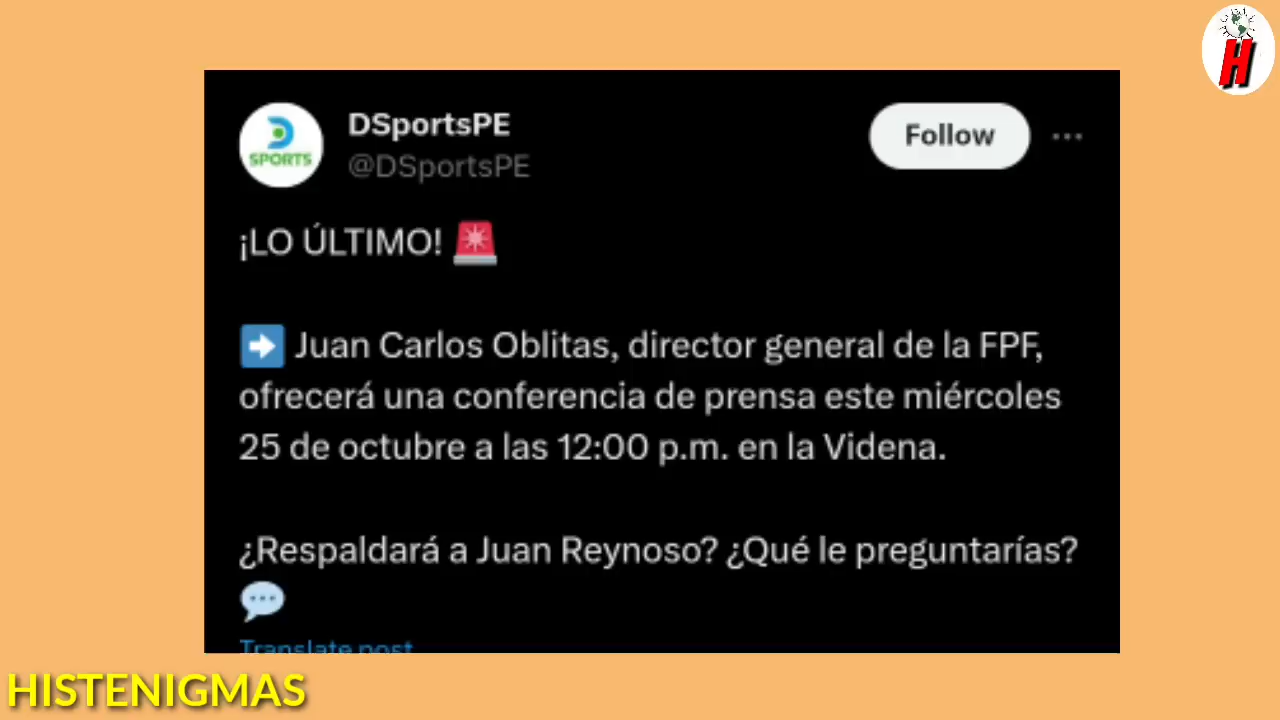 H
DSportsPE
SPORTS
@DSportsPE
Follow
¡LO ÚLTIMO!
Juan Carlos Oblitas, director general de la FPF,
ofrecerá una conferencia de prensa este miércoles
25 de octubre a las 12:00 p.m. en la Videna.
¿Respaldará a Juan Reynoso? ¿Qué le preguntarías?
Translate post
HISTENIGMAS